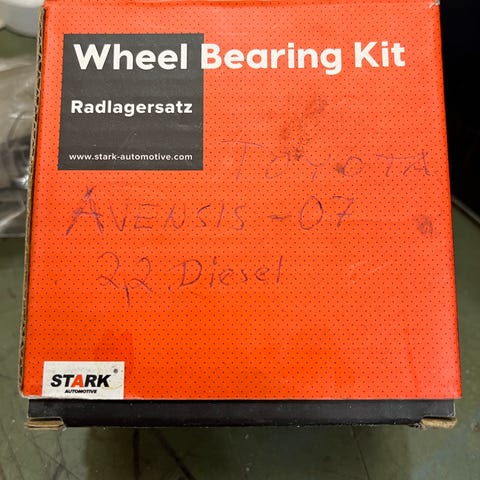 Wheel Bearing Kit
Radlagersatz
www.stark-automotive.com
TOYOTA
AVENSIS -07
2,2 Diesel
STARK®
AUTOMOTIVE